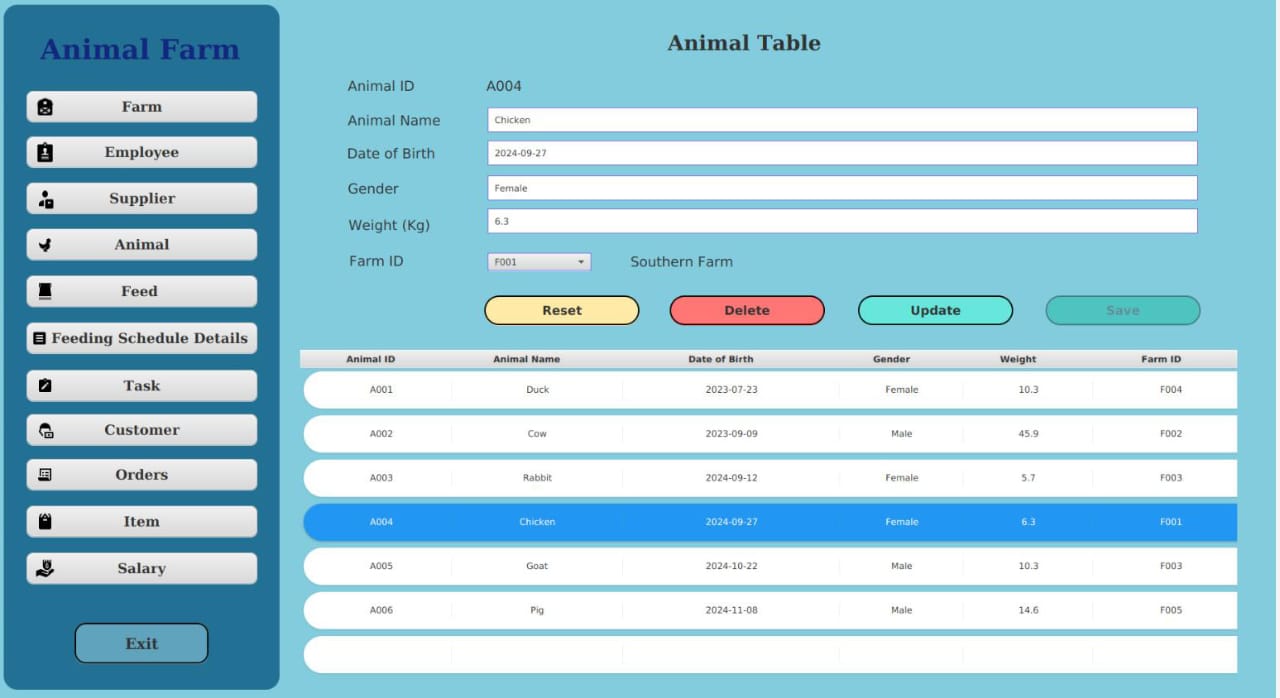 Animal Farm
Farm
Employee
Supplier
Animal
Feed
Feeding Schedule Details
Task
Customer
Orders
Item
Salary
Exit
Animal Table
Animal ID A004
Animal Name Chicken
Date of Birth 2024-09-27
Gender Female
Weight (Kg) 6.3
Farm ID F001 Southern Farm
Reset Delete Update Save
Animal ID Animal Name Date of Birth Gender Weight Farm ID
A001 Duck 2023-07-23 Female 10.3 F004
A002 Cow 2023-09-09 Male 45.9 F002
A003 Rabbit 2024-09-12 Female 5.7 F003
A004 Chicken 2024-09-27 Female 6.3 F001
A005 Goat 2024-10-22 Male 10.3 F003
A006 Pig 2024-11-08 Male 14.6 F005